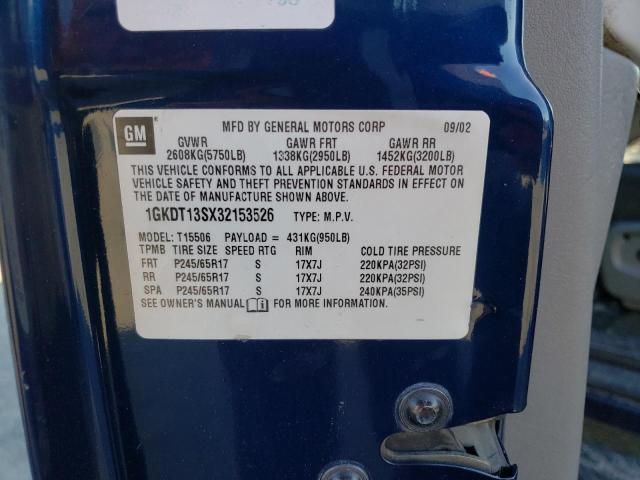 MFD BY GENERAL MOTORS CORP 09/02
GM
GVWR GAWR FRT GAWR RR
2608KG(5750LB) 1338KG(2950LB) 1452KG(3200LB)
THIS VEHICLE CONFORMS TO ALL APPLICABLE U.S. FEDERAL MOTOR
VEHICLE SAFETY AND THEFT PREVENTION STANDARDS IN EFFECT ON
THE DATE OF MANUFACTURE SHOWN ABOVE.
1GKDT13SX32153526 TYPE: M.P.V.
MODEL: T15506 PAYLOAD= 431KG(950LB)
TPMB TIRE SIZE SPEED RTG RIM COLD TIRE PRESSURE
FRT P245/65R17 S 17X7J 220KPA(32PSI)
RR P245/65R17 S 17X7J 220KPA(32PSI)
SPA P245/65R17 S 17X7J 240KPA(35PSI)
SEE OWNER'S MANUAL FOR MORE INFORMATION.